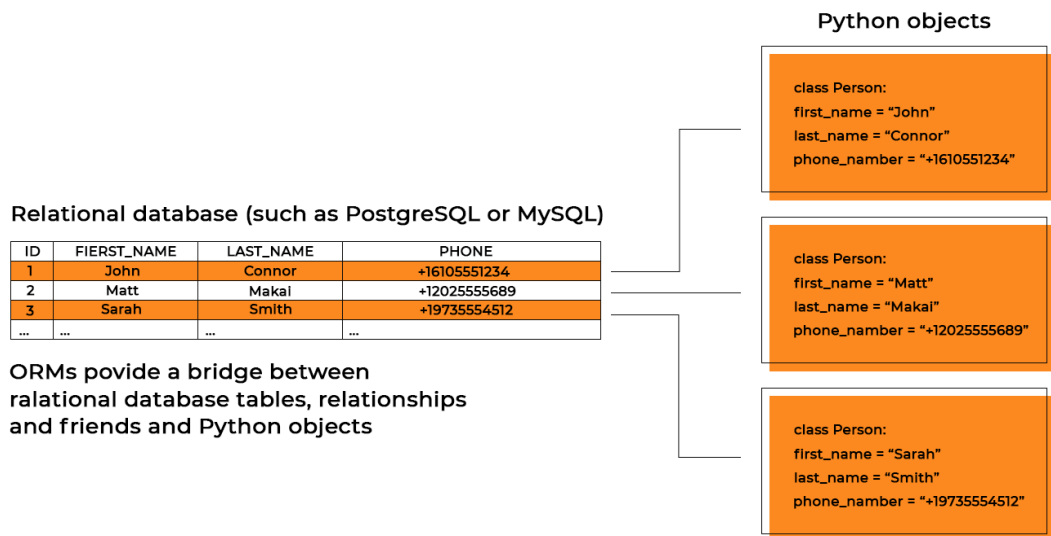 Python objects
class Person:
first_name = “John”
last_name = “Connor”
phone_namber = “+1610551234”
Relational database (such as PostgreSQL or MySQL)
ID FIERST_NAME LAST_NAME PHONE
1 John Connor +16105551234
2 Matt Makai +12025555689
3 Sarah Smith +19735554512
... ... ... ...
ORMs povide a bridge between
ralational database tables, relationships
and friends and Python objects
class Person:
first_name = “Matt”
last_name = “Makai”
phone_namber = “+12025555689”
class Person:
first_name = “Sarah”
last_name = “Smith”
phone_namber = “+19735554512”